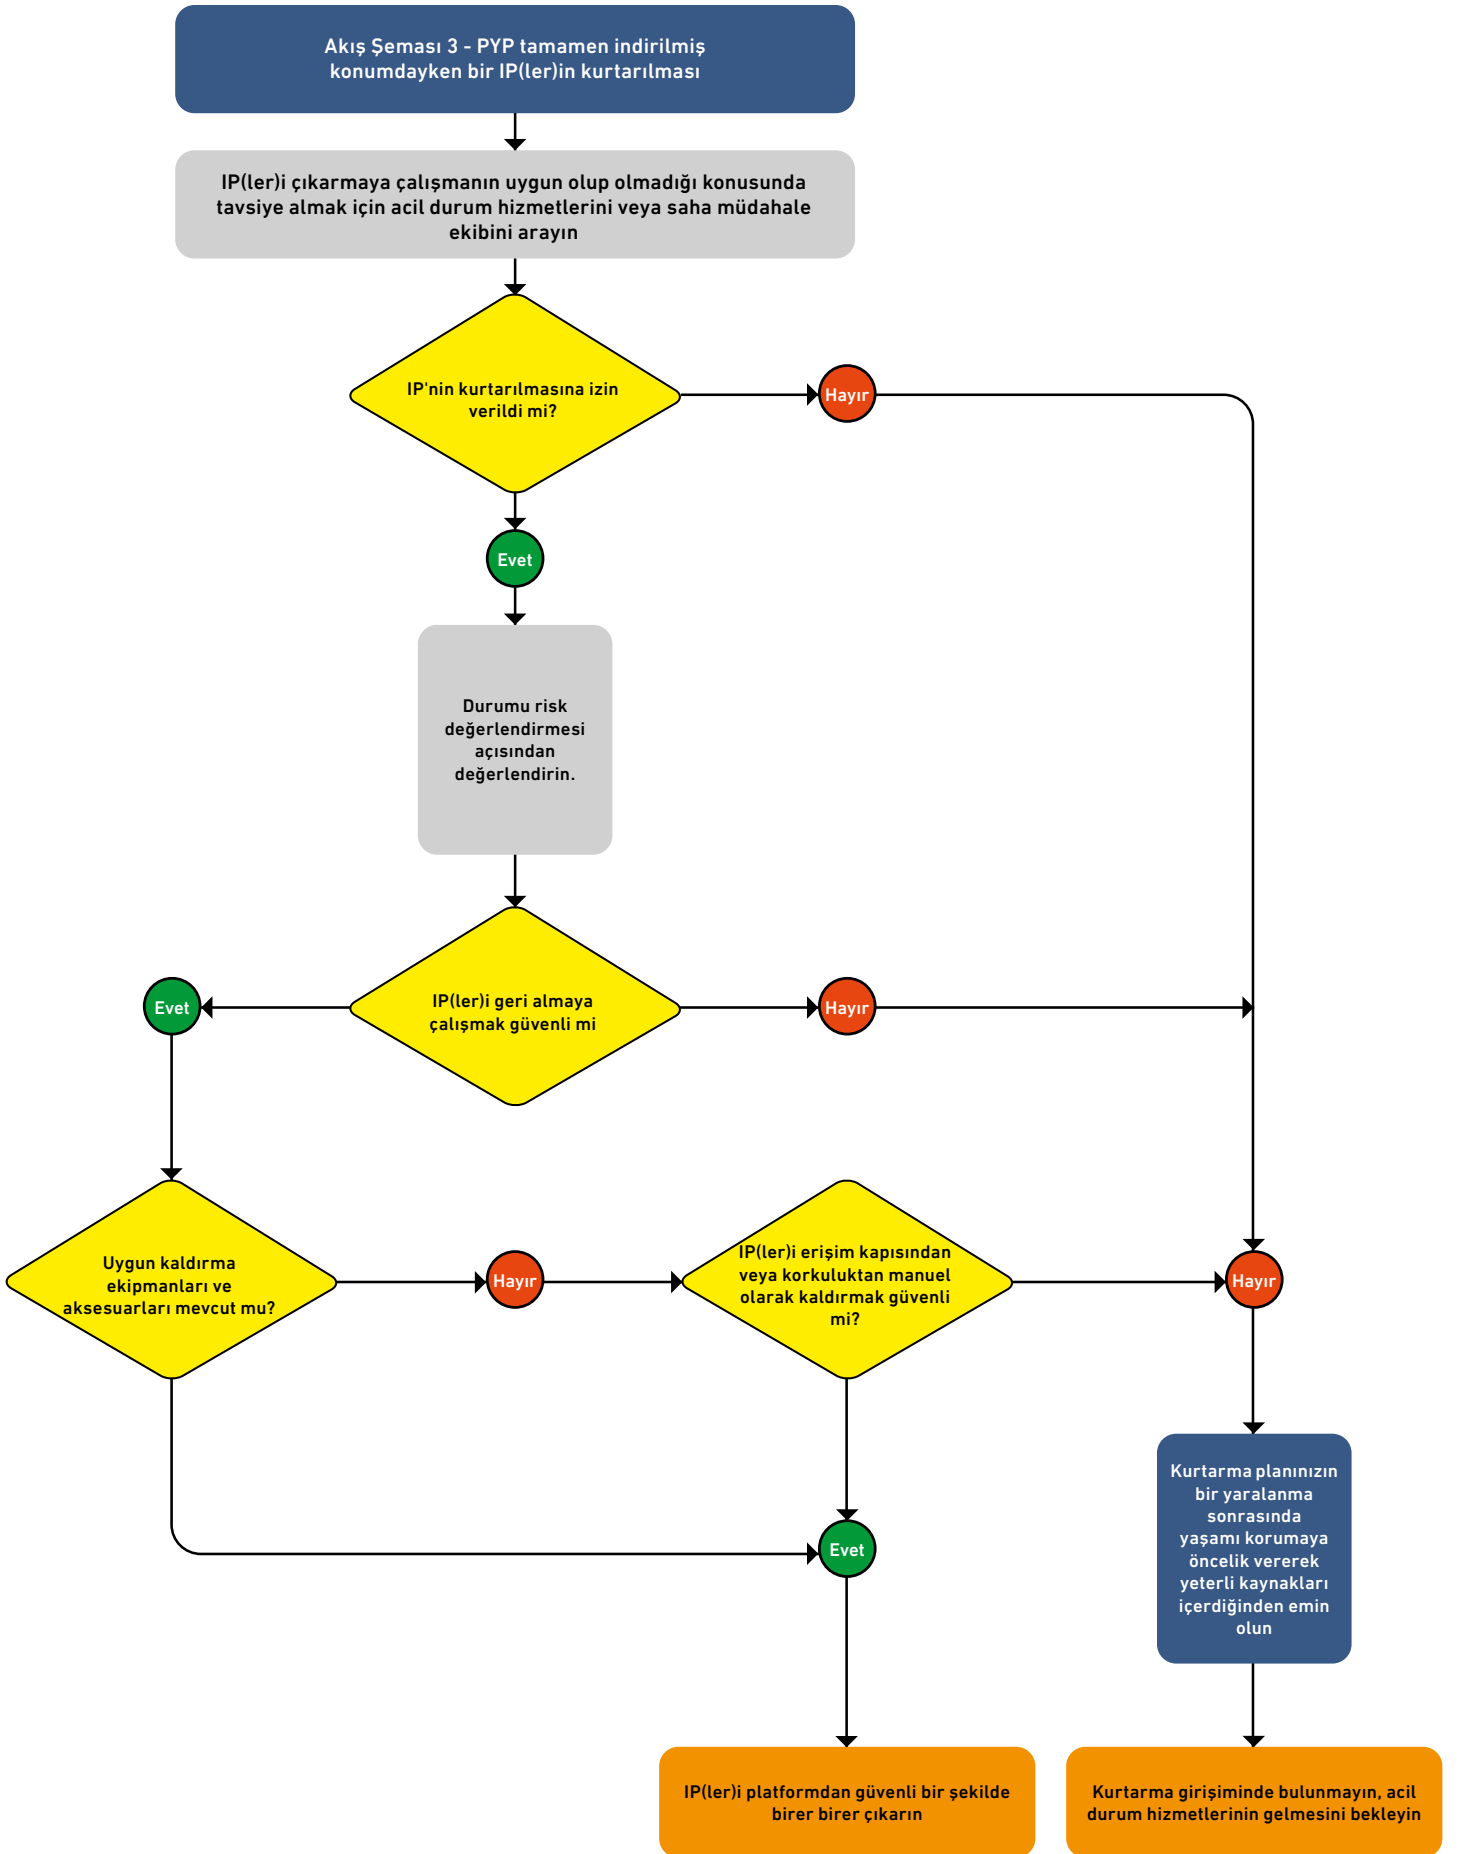 Akış Şeması 3 - PYP tamamen indirilmiş
konumdayken bir IP(ler)in kurtarılması
IP(ler)i çıkarmaya çalışmanın uygun olup olmadığı konusunda
tavsiye almak için acil durum hizmetlerini veya saha müdahale
ekibini arayın
IP'nin kurtarılmasına izin
verildi mi?
Hayır
Evet
Durumu risk
değerlendirmesi
açısından
değerlendirin.
Evet
IP(ler)i geri almaya
çalışmak güvenli mi
Hayır
Uygun kaldırma
ekipmanları ve
aksesuarları mevcut mu?
Hayır
IP(ler)i erişim kapısından
veya korkuluktan manuel
olarak kaldırmak güvenli
mi?
Hayır
Evet
Kurtarma planınızın
bir yaralanma
sonrasında
yaşamı korumaya
öncelik vererek
yeterli kaynakları
içerdiğinden emin
olun
IP(ler)i platformdan güvenli bir şekilde
birer birer çıkarın
Kurtarma girişiminde bulunmayın, acil
durum hizmetlerinin gelmesini bekleyin